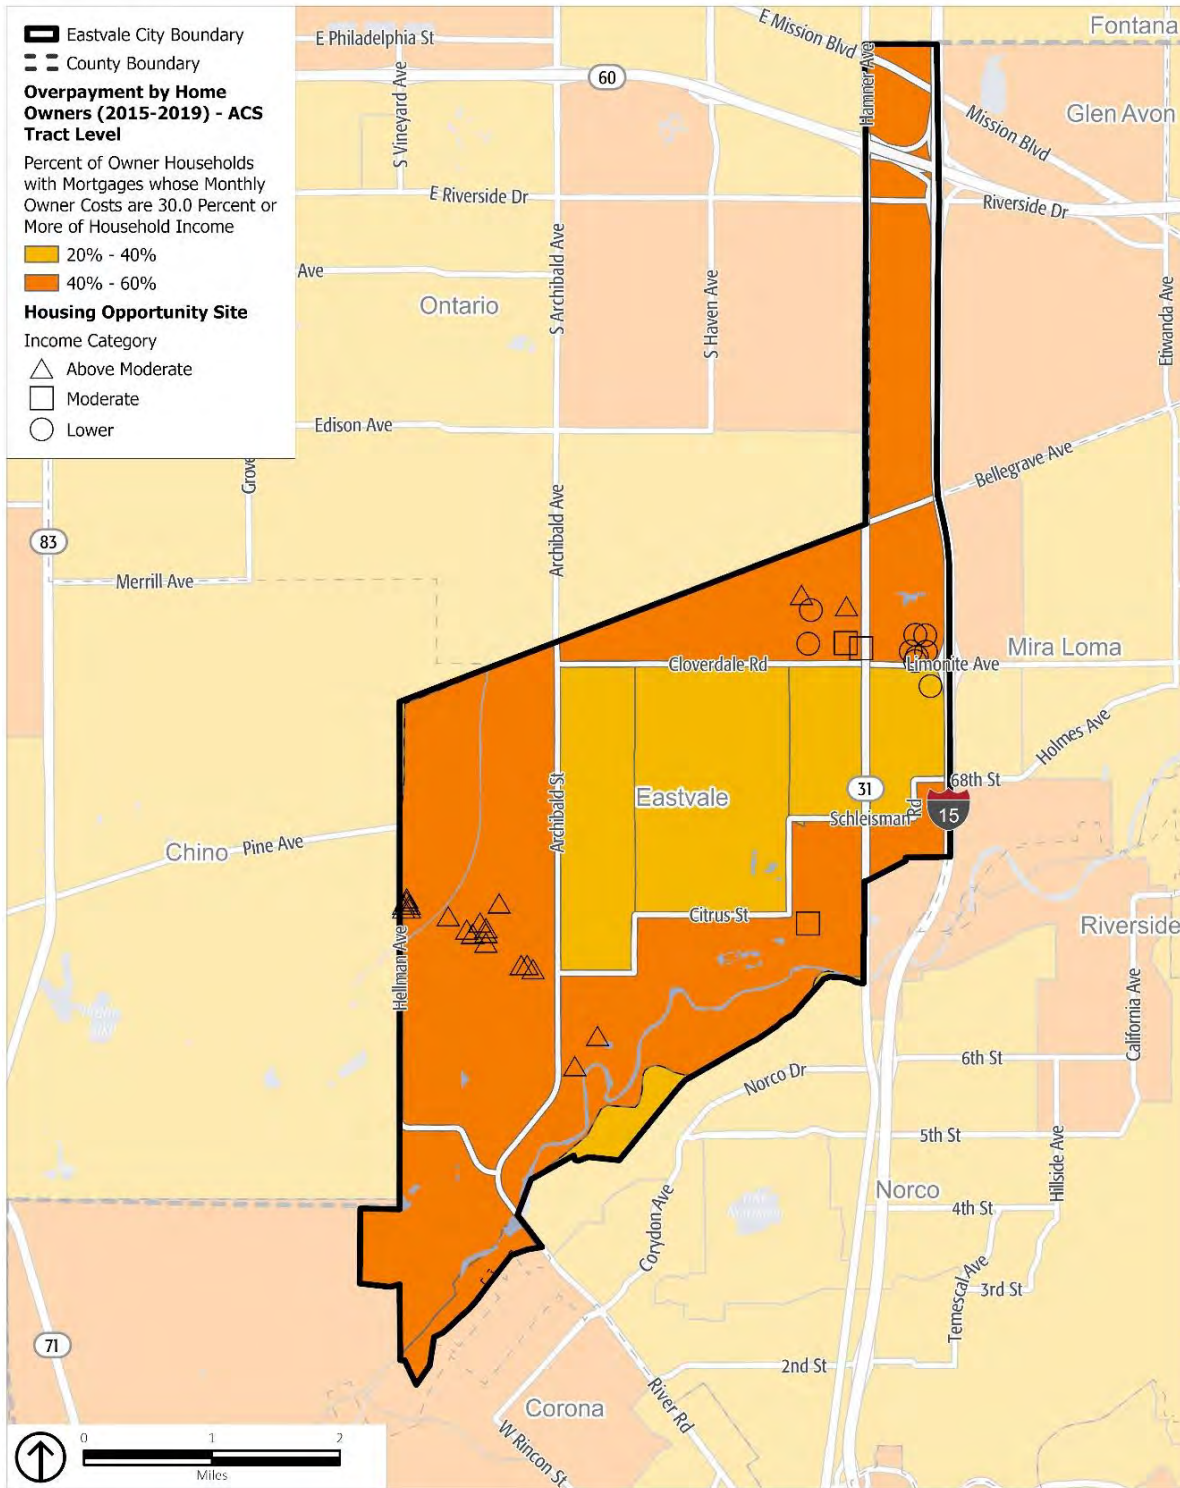 Eastvale City Boundary
County Boundary
Overpayment by Home
Owners (2015-2019) - ACS
Tract Level
Percent of Owner Households
with Mortgages whose Monthly
Owner Costs are 30.0 Percent or
More of Household Income
20% - 40%
40% - 60%
Housing Opportunity Site
Income Category
Above Moderate
Moderate
Lower
E Philadelphia St
E Mission Blvd
Fontana
60
Hamner Ave
S Vineyard Ave
Mission Blvd
Glen Avon
E Riverside Dr
Riverside Dr
S Archibald Ave
Ave
Ontario
S Haven Ave
Etiwanda Ave
Edison Ave
Bellegrave Ave
Grove
Archibald Ave
83
Merrill Ave
Mira Loma
Cloverdale Rd
Limonite Ave
Holmes Ave
68th St
Eastvale
31
Archibald St
Schleisman
Rd
15
Chino
Pine Ave
Citrus St
Riverside
Hellman Ave
California Ave
6th St
Norco Dr
5th St
Hillside Ave
Norco
4th St
Corydon Ave
Temescal Ave
3rd St
71
2nd St
River Rd
Corona
W Rincon St
0
1
2
Miles